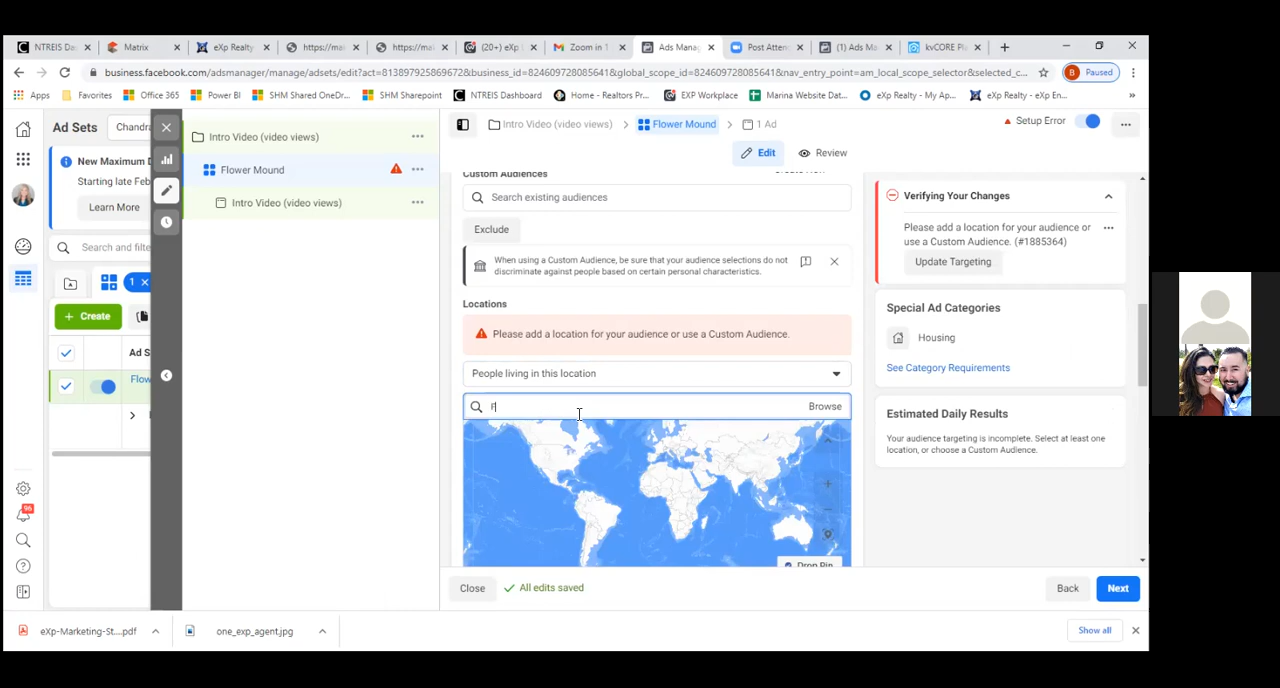 NTREIS Da:
Matrix
eXp Realty
https://mai
https://mai
(20+) eXp (
Zoom in 1
Ads Mana
Post Atten
(1) Ads Ma
kvCORE Pla
business.facebook.com/adsmanager/manage/adsets/edit?act=813897925869672&business_id=824609728085641&global_scope_id=824609728085641&nav_entry_point=am_local_scope_selector&selected_c...
B Paused
Apps
Favorites
Office 365
Power BI
SHM Shared OneDr...
SHM Sharepoint
NTREIS Dashboard
Home - Realtors Pr...
EXP Workplace
Marina Website Dat...
eXp Realty - My Ap...
eXp Realty - eXp En...
»
Ad Sets
Chandra
Intro Video (video views)
Flower Mound
Intro Video (video views)
Intro Video (video views)
Flower Mound
1 Ad
Setup Error
Edit
Review
New Maximum D
Starting late Feb
Learn More
Search and filte
1
Create
Ad S
Flow
96
Custom Audiences
Search existing audiences
Exclude
When using a Custom Audience, be sure that your audience selections do not
discriminate against people based on certain personal characteristics.
Locations
Please add a location for your audience or use a Custom Audience.
People living in this location
F
Browse
Drop Pin
Verifying Your Changes
Please add a location for your audience or
use a Custom Audience. (#1885364)
Update Targeting
Special Ad Categories
Housing
See Category Requirements
Estimated Daily Results
Your audience targeting is incomplete. Select at least one
location, or choose a Custom Audience.
Close
All edits saved
Back
Next
eXp-Marketing-St....pdf
one_exp_agent.jpg
Show all